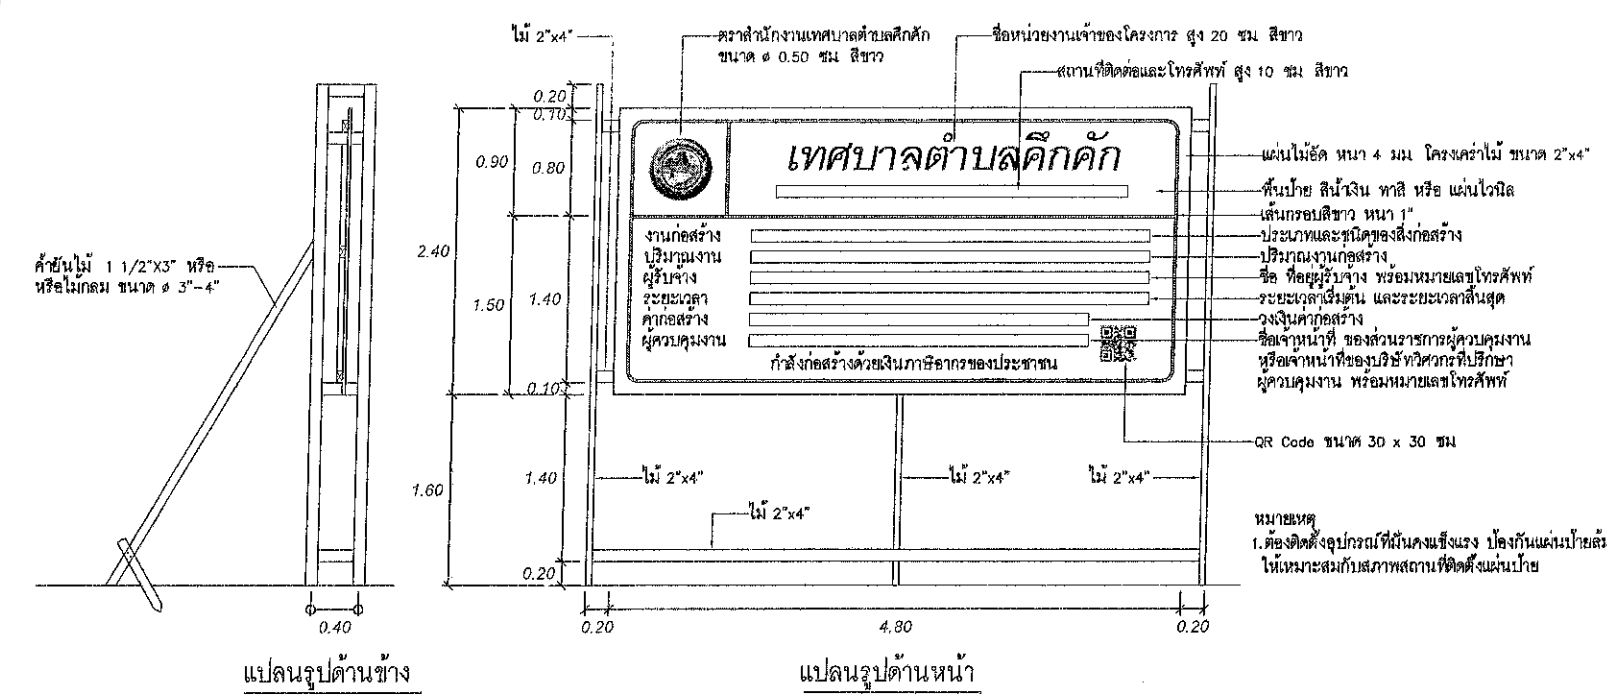 ไม้ 2"x4"
ตราสำนักงานเทศบาลตำบลคึกคัก
ขนาด ø 0.50 ซม สีขาว
ชื่อหน่วยงานเจ้าของโครงการ สูง 20 ซม สีขาว
สถานที่ติดต่อและโทรศัพท์ สูง 10 ซม สีขาว
0.20
0.10
0.90
0.80
2.40
1.50
1.40
0.10
1.60
1.40
0.20
เทศบาลตำบลคึกคัก
งานก่อสร้าง
ปริมาณงาน
ผู้รับจ้าง
ระยะเวลา
ค่าก่อสร้าง
ผู้ควบคุมงาน
กำลังก่อสร้างด้วยเงินภาษีอากรของประชาชน
แผ่นไม้อัด หนา 4 มม โครงเคร่าไม้ ขนาด 2"x4"
พื้นป้าย สีน้ำเงิน ทาสี หรือ แผ่นไวนิล
เส้นกรอบสีขาว หนา 1"
ประเภทและชนิดของสิ่งก่อสร้าง
ปริมาณงานก่อสร้าง
ชื่อ ที่อยู่ผู้รับจ้าง พร้อมหมายเลขโทรศัพท์
ระยะเวลาเริ่มต้น และระยะเวลาสิ้นสุด
วงเงินค่าก่อสร้าง
ชื่อเจ้าหน้าที่ ของส่วนราชการผู้ควบคุมงาน
หรือเจ้าหน้าที่ของบริษัทวิศวกรที่ปรึกษา
ผู้ควบคุมงาน พร้อมหมายเลขโทรศัพท์
QR Code ขนาด 30 x 30 ซม
ค้ำยันไม้ 1 1/2"X3" หรือ
หรือไม้กลม ขนาด ø 3"-4"
ไม้ 2"x4"
ไม้ 2"x4"
ไม้ 2"x4"
ไม้ 2"x4"
หมายเหตุ
1.ต้องติดตั้งอุปกรณ์ที่มั่นคงแข็งแรง ป้องกันแผ่นป้ายล้ม
ให้เหมาะสมกับสภาพสถานที่ติดตั้งแผ่นป้าย
0.40
0.20
4.80
0.20
แปลนรูปด้านข้าง
แปลนรูปด้านหน้า